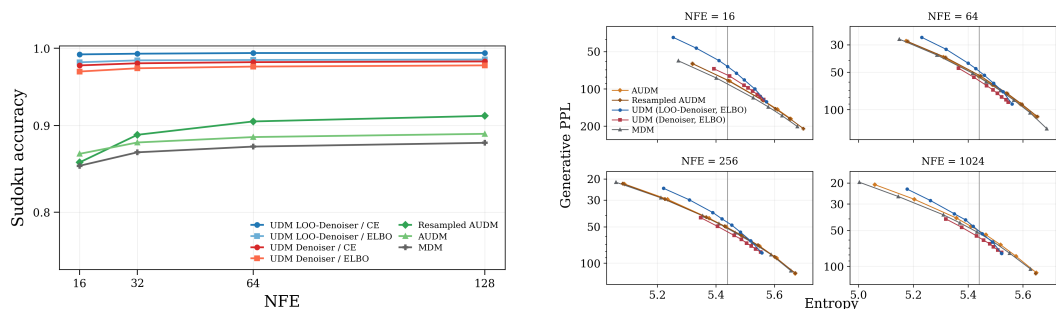 1.0
0.9
0.8
Sudoku accuracy
16
32
64
128
NFE
UDM LOO-Denoiser / CE
UDM LOO-Denoiser / ELBO
UDM Denoiser / CE
UDM Denoiser / ELBO
Resampled AUDM
AUDM
MDM
Generative PPL
NFE = 16
50
100
200
AUDM
Resampled AUDM
UDM (LOO-Denoiser, ELBO)
UDM (Denoiser, ELBO)
MDM
NFE = 64
30
50
100
NFE = 256
20
30
50
100
5.2
5.4
5.6
NFE = 1024
20
30
50
100
5.0
5.2
5.4
5.6
Entropy